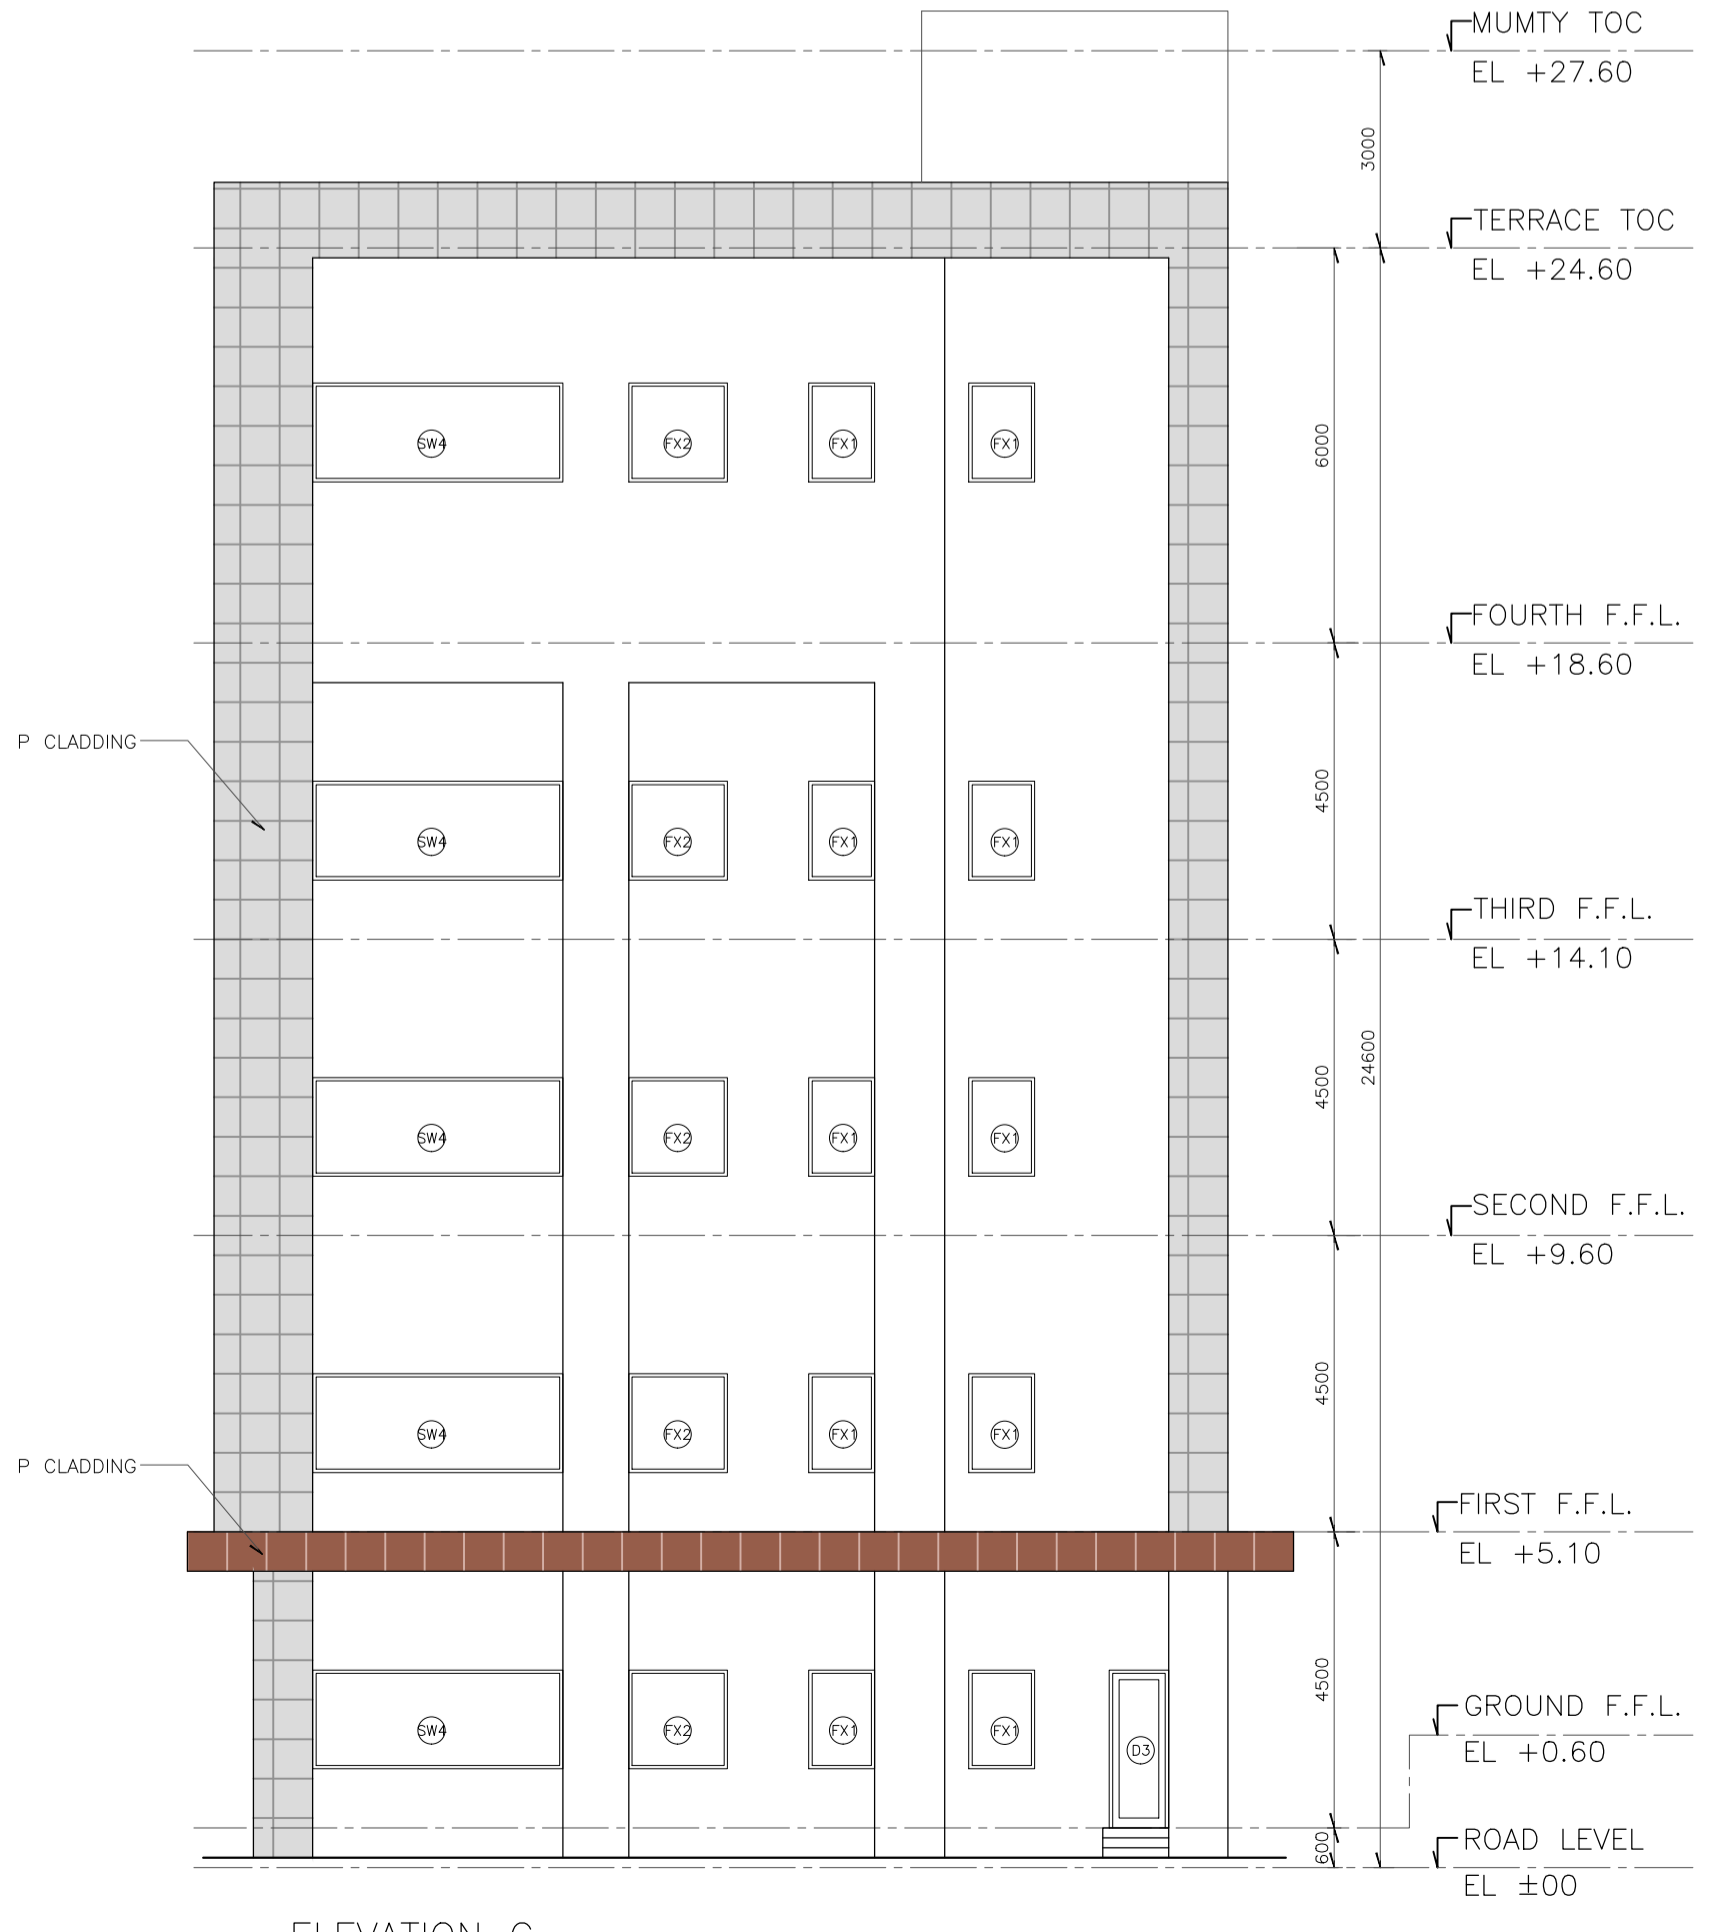 MUMTY TOC
EL +27.60
3000
TERRACE TOC
EL +24.60
SW4 FX2 FX1 FX1
6000
FOURTH F.F.L.
EL +18.60
P CLADDING
4500
SW4 FX2 FX1 FX1
THIRD F.F.L.
EL +14.10
24600
4500
SW4 FX2 FX1 FX1
SECOND F.F.L.
EL +9.60
4500
SW4 FX2 FX1 FX1
P CLADDING
FIRST F.F.L.
EL +5.10
4500
GROUND F.F.L.
EL +0.60
SW4 FX2 FX1 FX1 D3
600
ROAD LEVEL
EL ±00